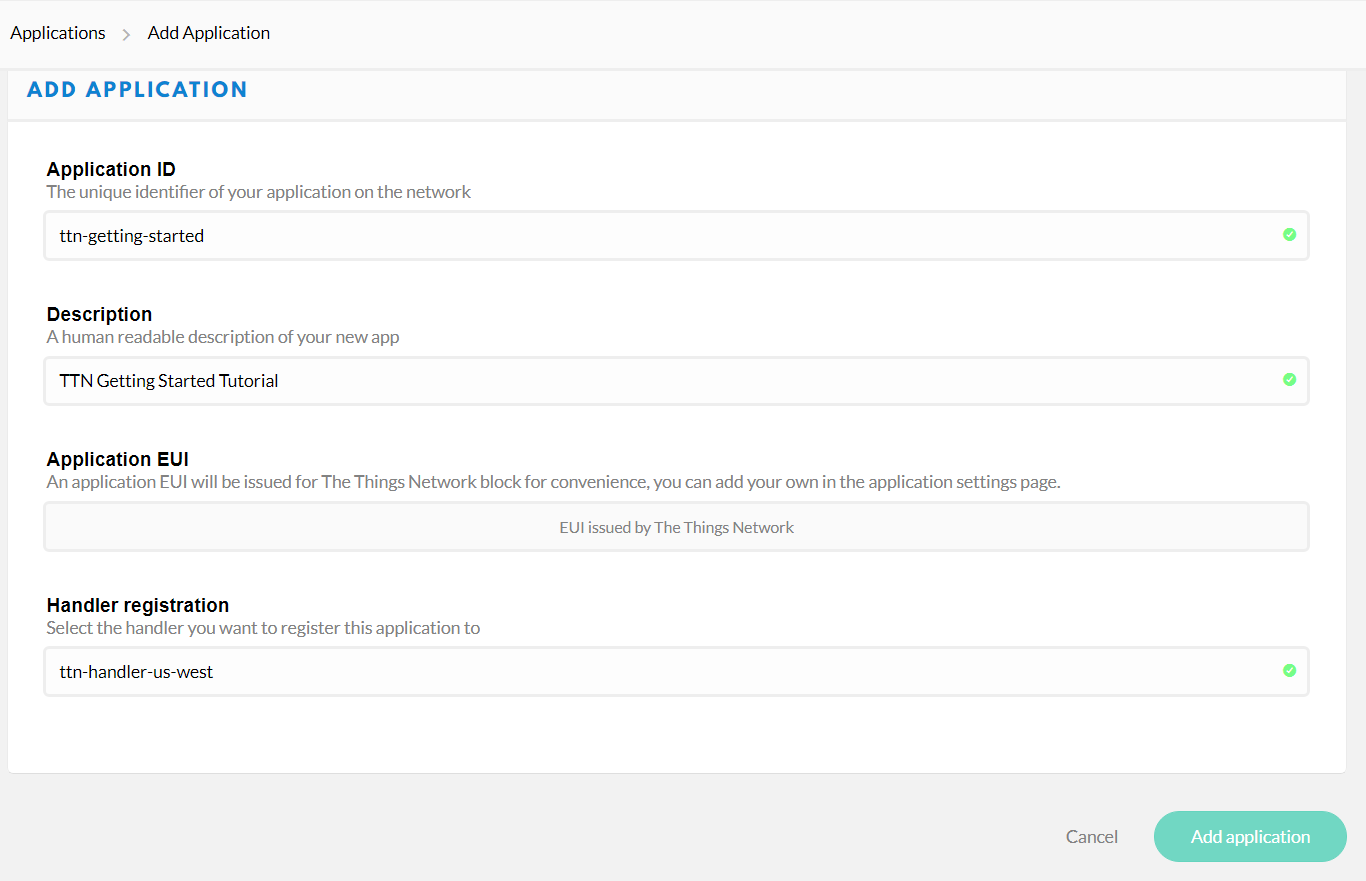 Applications > Add Application
ADD APPLICATION
Application ID
The unique identifier of your application on the network
ttn-getting-started
Description
A human readable description of your new app
TTN Getting Started Tutorial
Application EUI
An application EUI will be issued for The Things Network block for convenience, you can add your own in the application settings page.
EUI issued by The Things Network
Handler registration
Select the handler you want to register this application to
ttn-handler-us-west
Cancel Add application